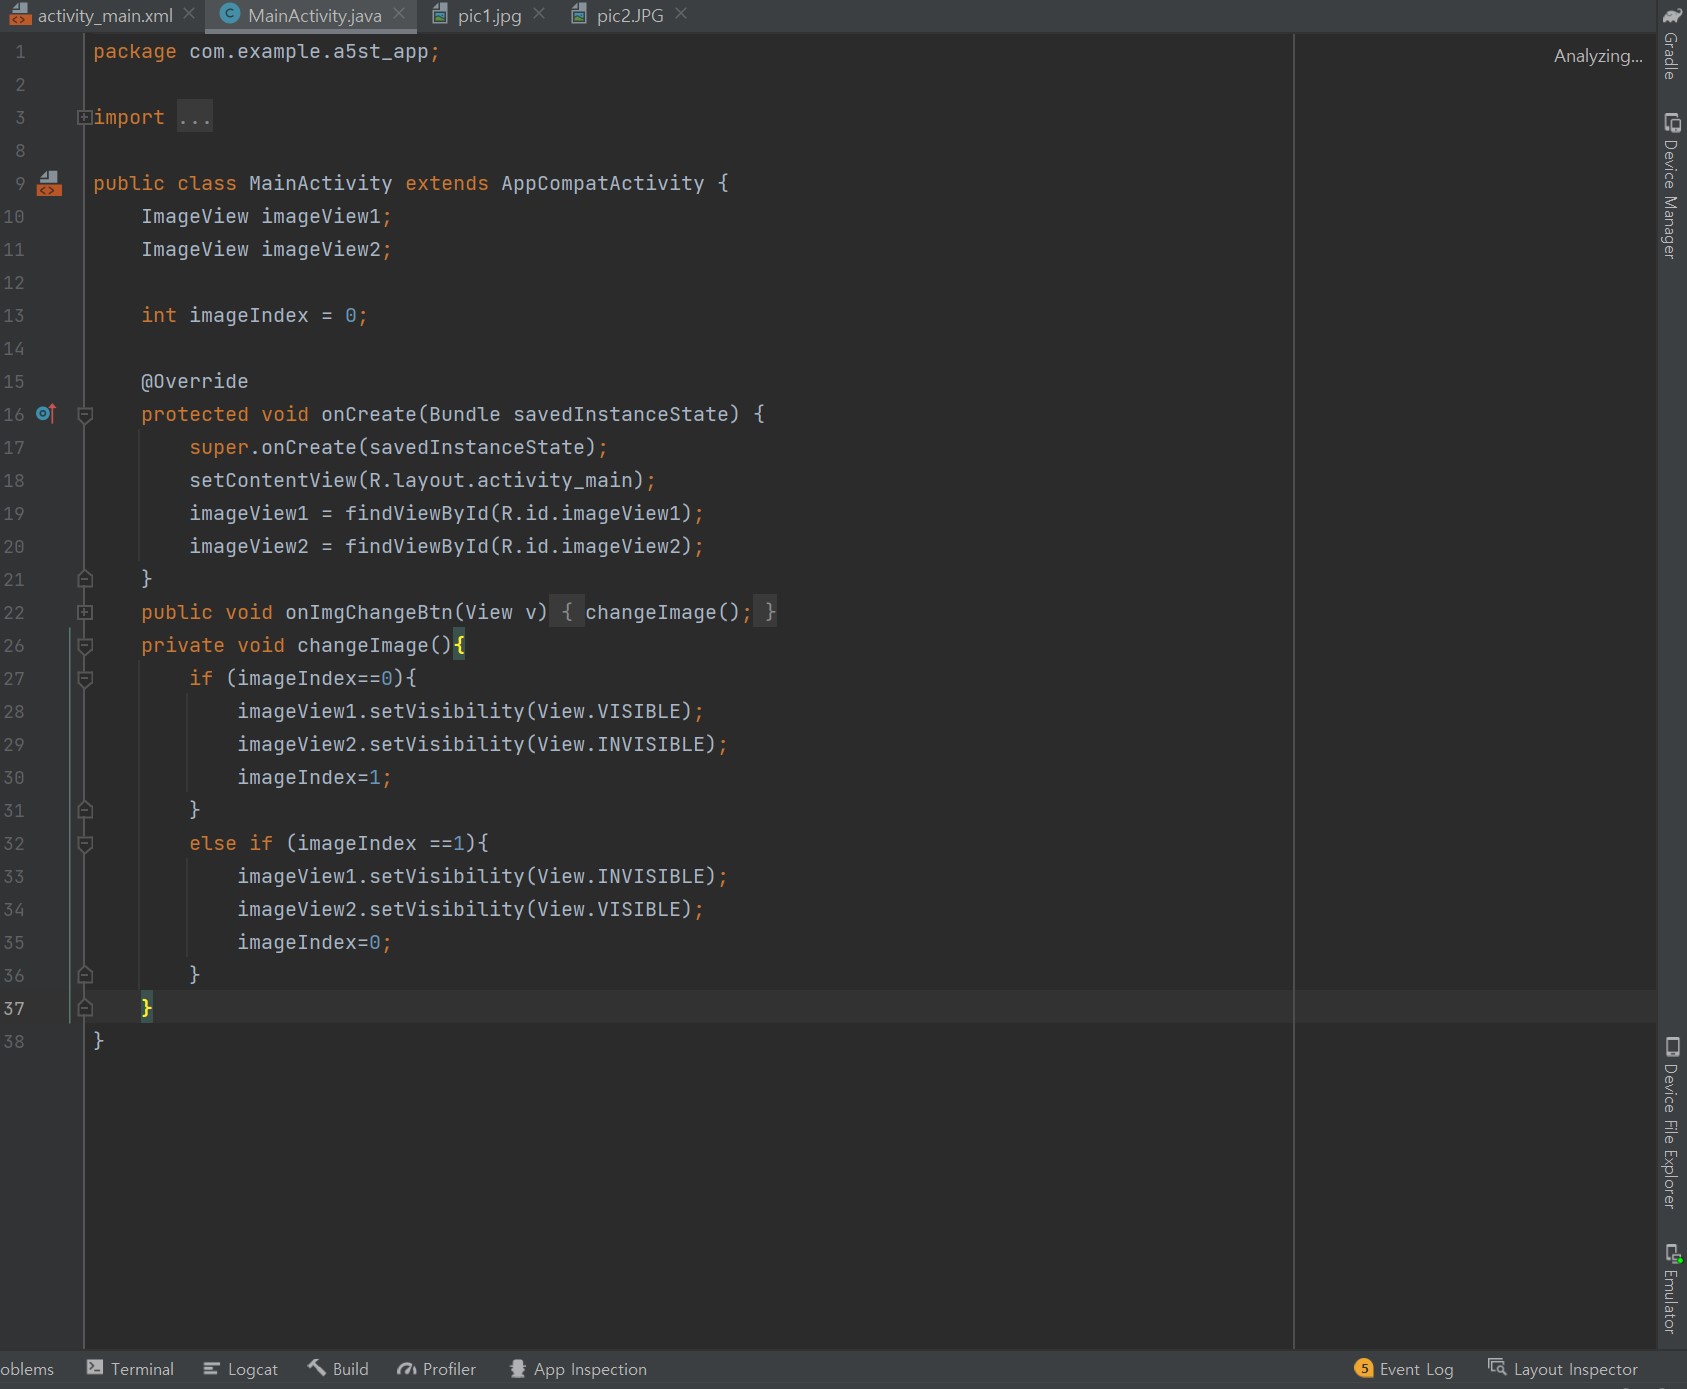 activity_main.xml MainActivity.java pic1.jpg pic2.JPG
Analyzing...
1 package com.example.a5st_app;
2
3 import ...
8
9 public class MainActivity extends AppCompatActivity {
10 ImageView imageView1;
11 ImageView imageView2;
12
13 int imageIndex = 0;
14
15 @Override
16 protected void onCreate(Bundle savedInstanceState) {
17 super.onCreate(savedInstanceState);
18 setContentView(R.layout.activity_main);
19 imageView1 = findViewById(R.id.imageView1);
20 imageView2 = findViewById(R.id.imageView2);
21 }
22 public void onImgChangeBtn(View v) { changeImage(); }
26 private void changeImage(){
27 if (imageIndex==0){
28 imageView1.setVisibility(View.VISIBLE);
29 imageView2.setVisibility(View.INVISIBLE);
30 imageIndex=1;
31 }
32 else if (imageIndex ==1){
33 imageView1.setVisibility(View.INVISIBLE);
34 imageView2.setVisibility(View.VISIBLE);
35 imageIndex=0;
36 }
37 }
38 }
Gradle
Device Manager
Device File Explorer
Emulator
oblems Terminal Logcat Build Profiler App Inspection 5 Event Log Layout Inspector